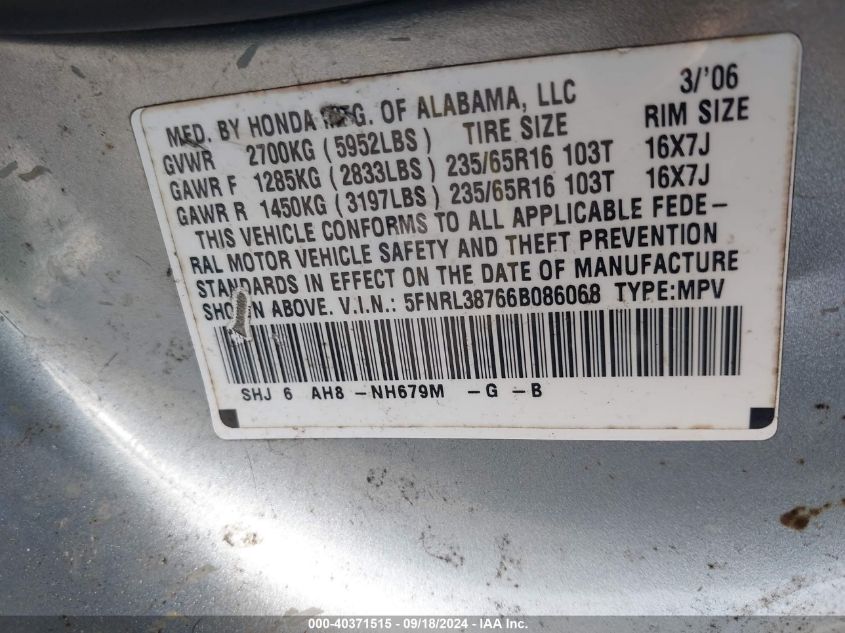 MFD. BY HONDA MFG. OF ALABAMA, LLC 3/'06
GVWR 2700KG (5952LBS) TIRE SIZE RIM SIZE
GAWR F 1285KG (2833LBS) 235/65R16 103T 16X7J
GAWR R 1450KG (3197LBS) 235/65R16 103T 16X7J
THIS VEHICLE CONFORMS TO ALL APPLICABLE FEDE-
RAL MOTOR VEHICLE SAFETY AND THEFT PREVENTION
STANDARDS IN EFFECT ON THE DATE OF MANUFACTURE
SHOWN ABOVE. V.I.N.: 5FNRL38766B086068 TYPE:MPV
SHJ 6 AH8 -NH679M -G -B
000-40371515 - 09/18/2024 - IAA Inc.